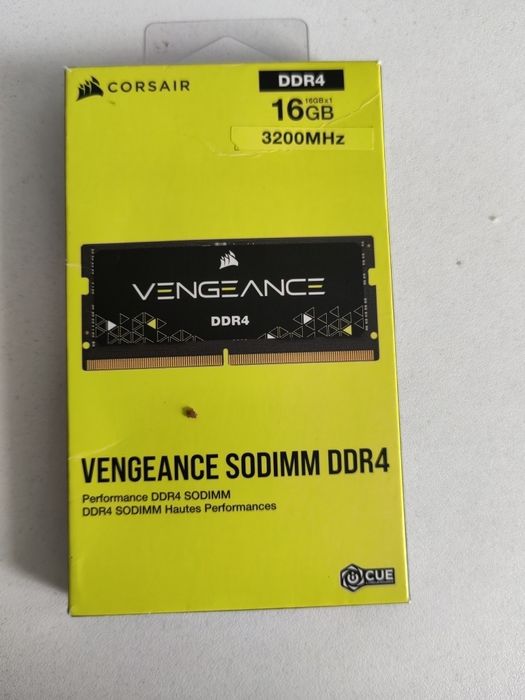 CORSAIR
DDR4
16GB 16GBx1
3200MHz
VENGEANCE
DDR4
VENGEANCE SODIMM DDR4
Performance DDR4 SODIMM
DDR4 SODIMM Hautes Performances
CUE